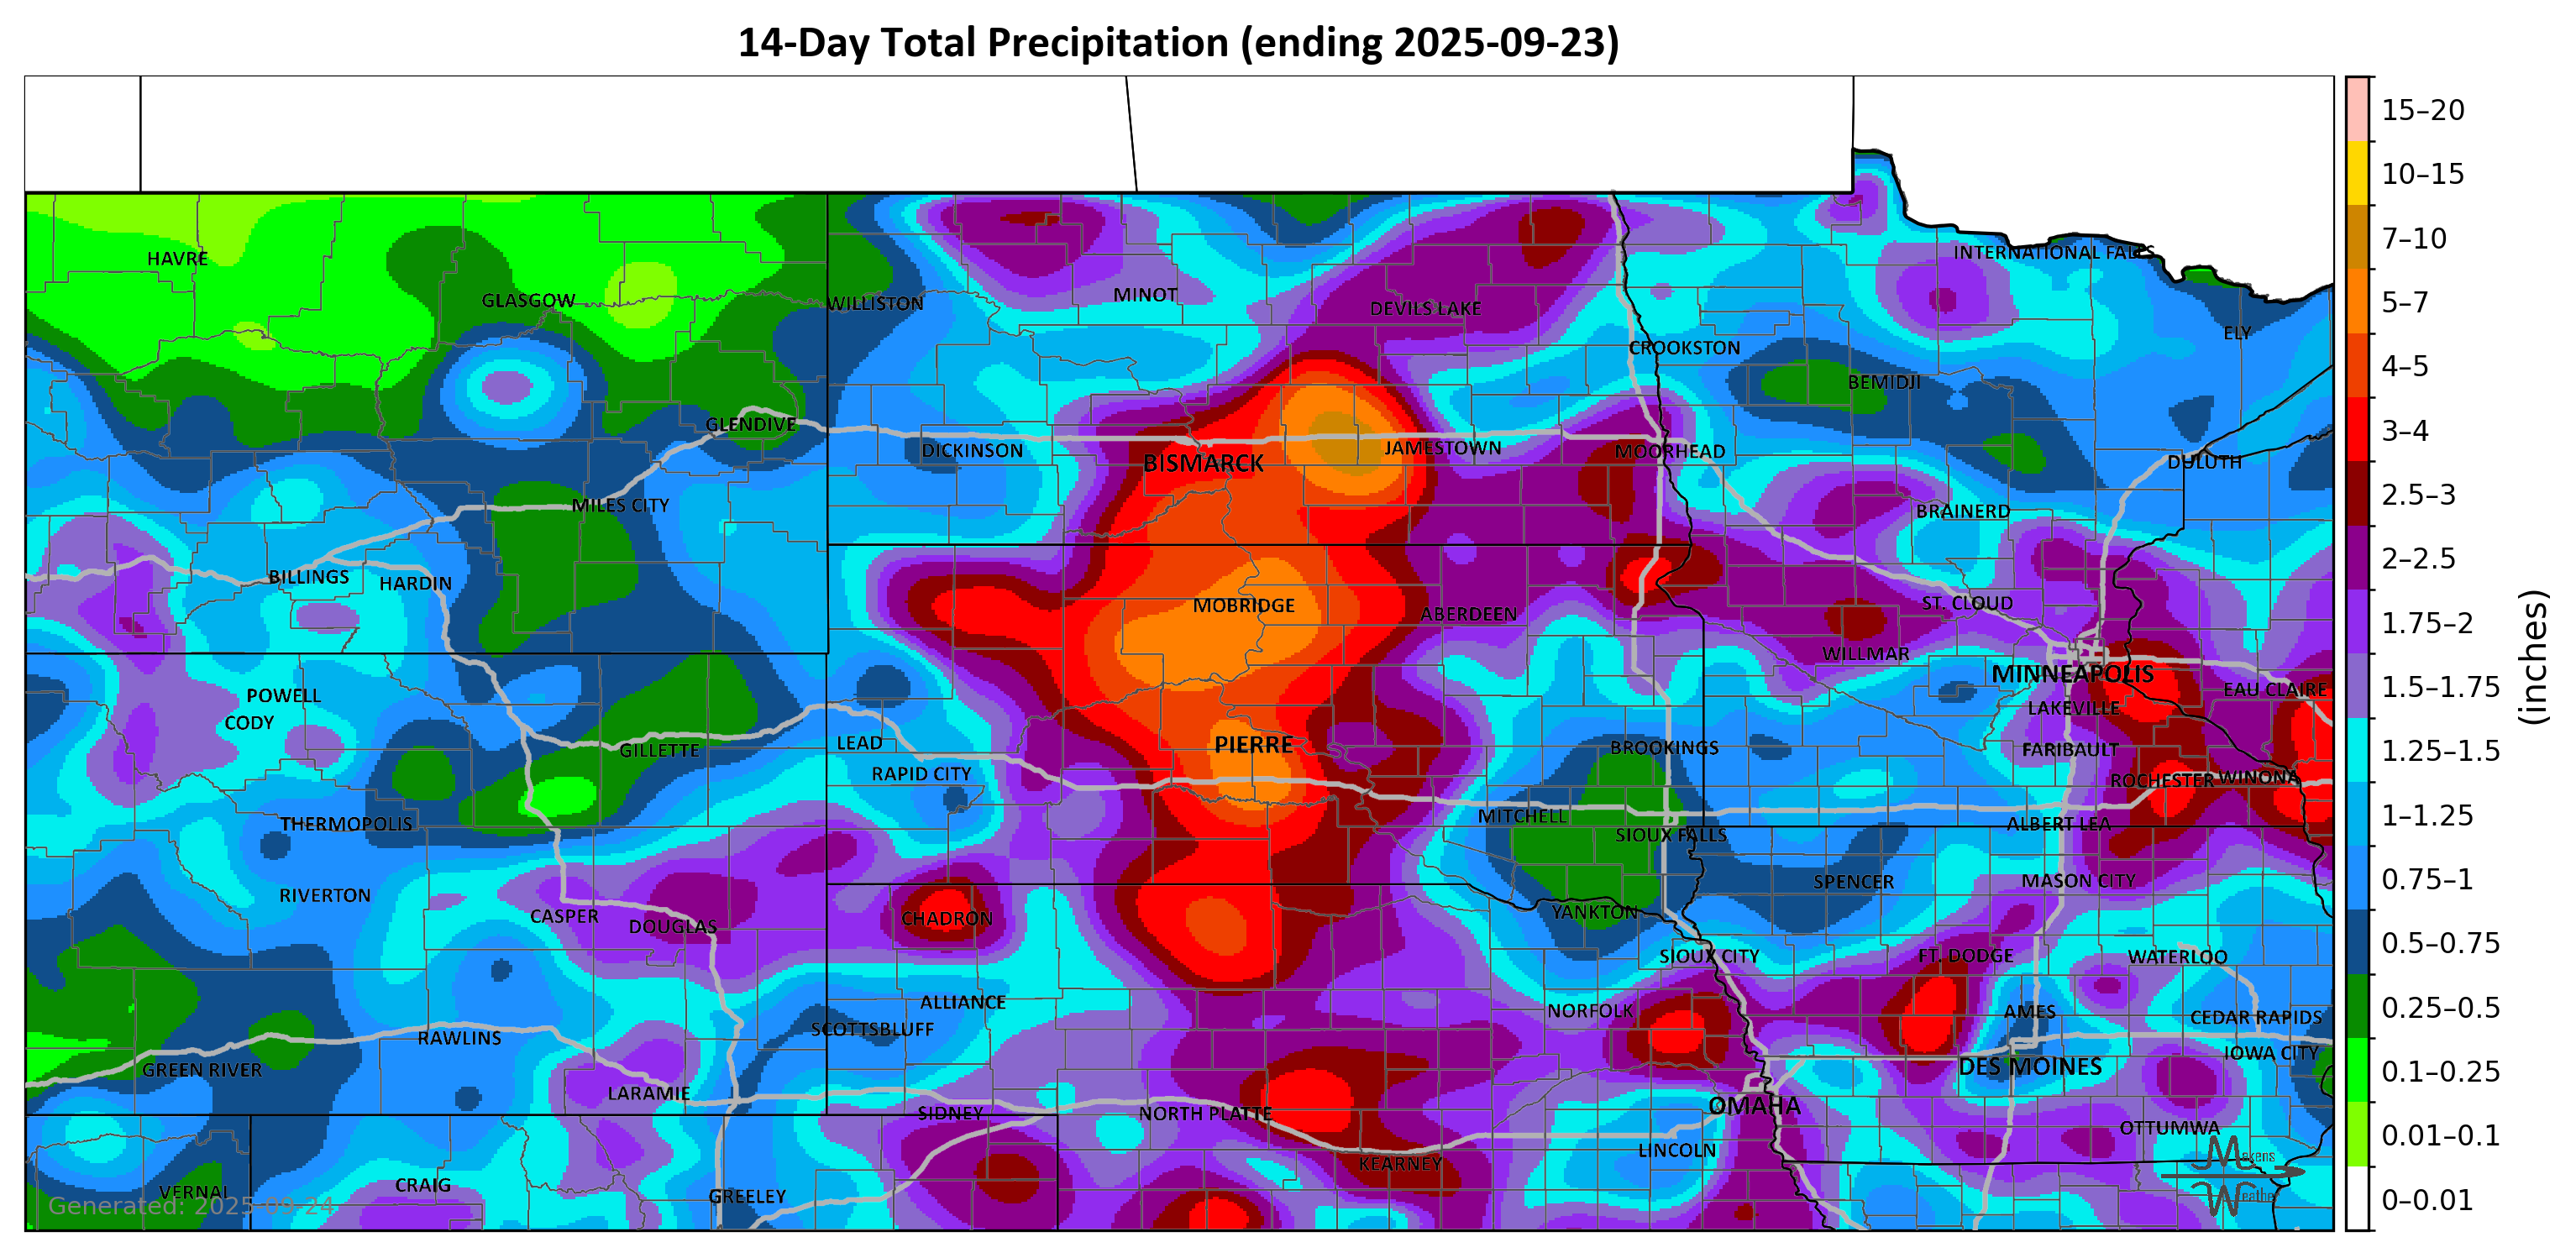 14-Day Total Precipitation (ending 2025-09-23)
15–20
10–15
7–10
5–7
4–5
3–4
2.5–3
2–2.5
1.75–2
1.5–1.75
1.25–1.5
1–1.25
0.75–1
0.5–0.75
0.25–0.5
0.1–0.25
0.01–0.1
0–0.01
(inches)
HAVRE
INTERNATIONAL FALLS
GLASGOW
WILLISTON
MINOT
DEVILS LAKE
ELY
CROOKSTON
BEMIDJI
GLENDIVE
DICKINSON
BISMARCK
JAMESTOWN
MOORHEAD
DULUTH
MILES CITY
BRAINERD
BILLINGS
HARDIN
MOBRIDGE
ABERDEEN
ST. CLOUD
WILLMAR
MINNEAPOLIS
POWELL
EAU CLAIRE
CODY
LAKEVILLE
GILLETTE
LEAD
PIERRE
BROOKINGS
FARIBAULT
RAPID CITY
ROCHESTER
WINONA
THERMOPOLIS
MITCHELL
SIOUX FALLS
ALBERT LEA
RIVERTON
SPENCER
MASON CITY
CASPER
DOUGLAS
CHADRON
YANKTON
SIOUX CITY
FT. DODGE
WATERLOO
ALLIANCE
NORFOLK
AMES
CEDAR RAPIDS
SCOTTSBLUFF
RAWLINS
IOWA CITY
GREEN RIVER
DES MOINES
LARAMIE
SIDNEY
NORTH PLATTE
OMAHA
OTTUMWA
LINCOLN
KEARNEY
Makens
Weather
VERNAL
CRAIG
GREELEY
Generated: 2025-09-24